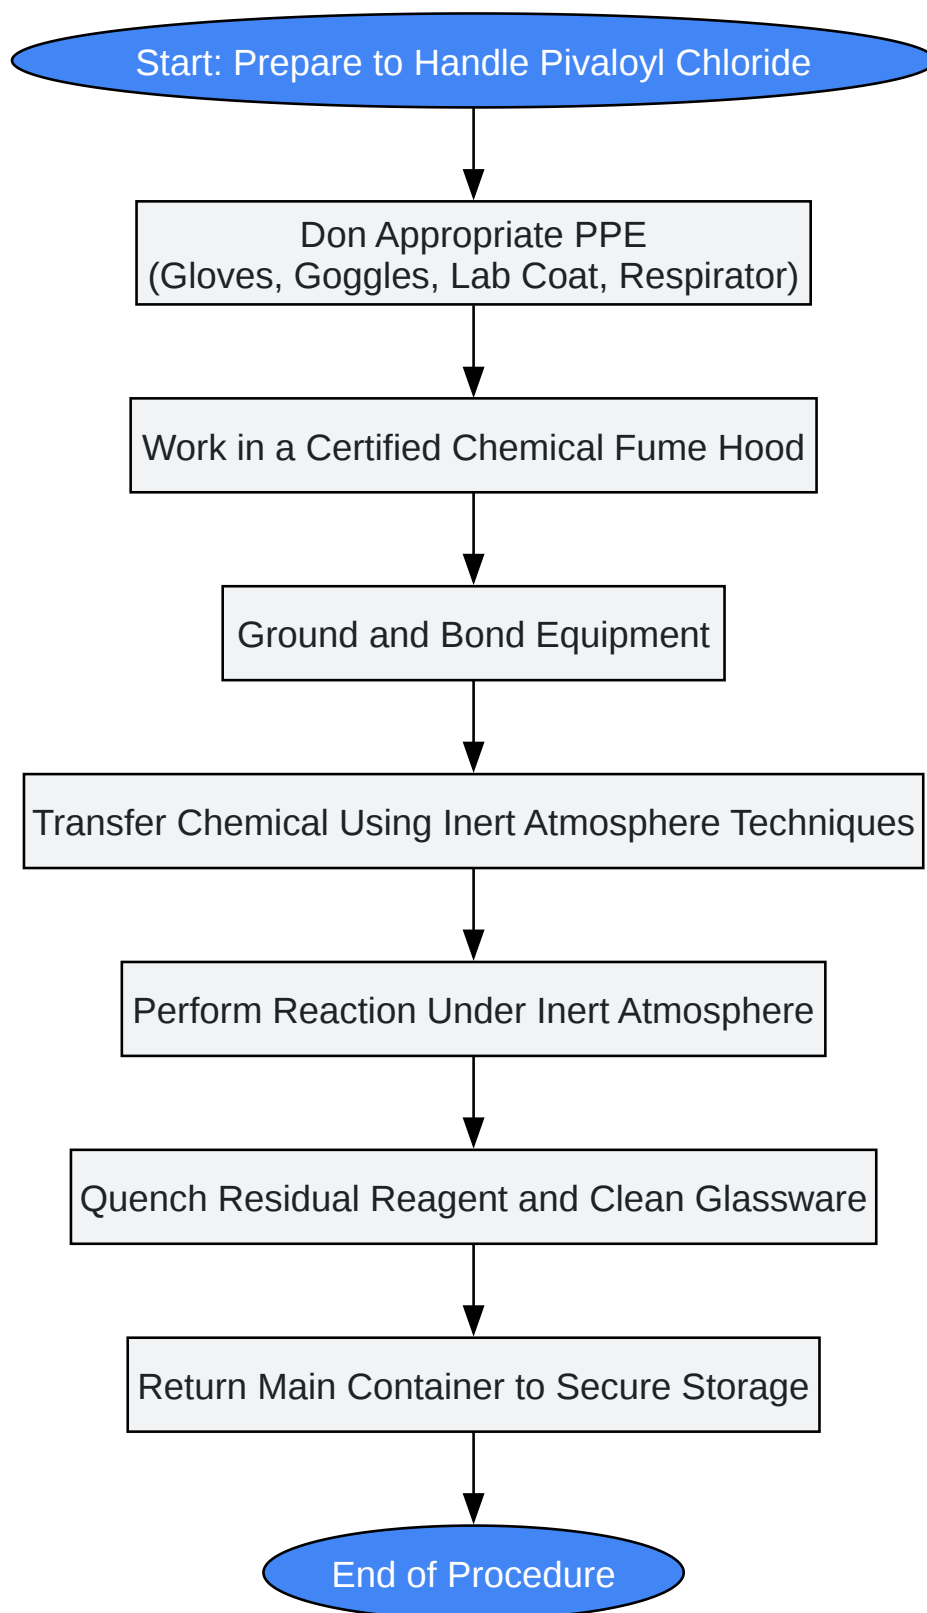 Start: Prepare to Handle Pivaloyl Chloride
Don Appropriate PPE
(Gloves, Goggles, Lab Coat, Respirator)
Work in a Certified Chemical Fume Hood
Ground and Bond Equipment
Transfer Chemical Using Inert Atmosphere Techniques
Perform Reaction Under Inert Atmosphere
Quench Residual Reagent and Clean Glassware
Return Main Container to Secure Storage
End of Procedure